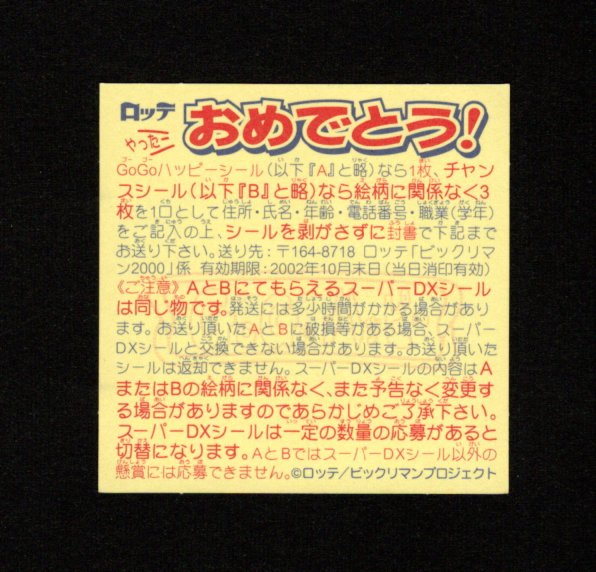 ロッテ
やったー
おめでとう!
GoGoハッピーシール(以下『A』と略)なら1枚、チャン
スシール(以下『B』と略)なら絵柄に関係なく3
枚を1口として住所・氏名・年齢・電話番号・職業(学年)
をご記入の上、シールを剥がさずに封書で下記まで
お送り下さい。送り先:〒164-8718 ロッテ「ビックリマ
ン2000」係 有効期限:2002年10月末日(当日消印有効)
《ご注意》AとBにてもらえるスーパーDXシール
は同じ物です。発送には多少時間がかかる場合があり
ます。お送り頂いたAとBに破損等がある場合、スーパー
DXシールと交換できない場合があります。お送り頂いた
シールは返却できません。スーパーDXシールの内容はA
またはBの絵柄に関係なく、また予告なく変更す
る場合がありますのであらかじめご了承下さい。
スーパーDXシールは一定の数量の応募があると
切替になります。AとBではスーパーDXシール以外の
懸賞には応募できません。©ロッテ/ビックリマンプロジェクト